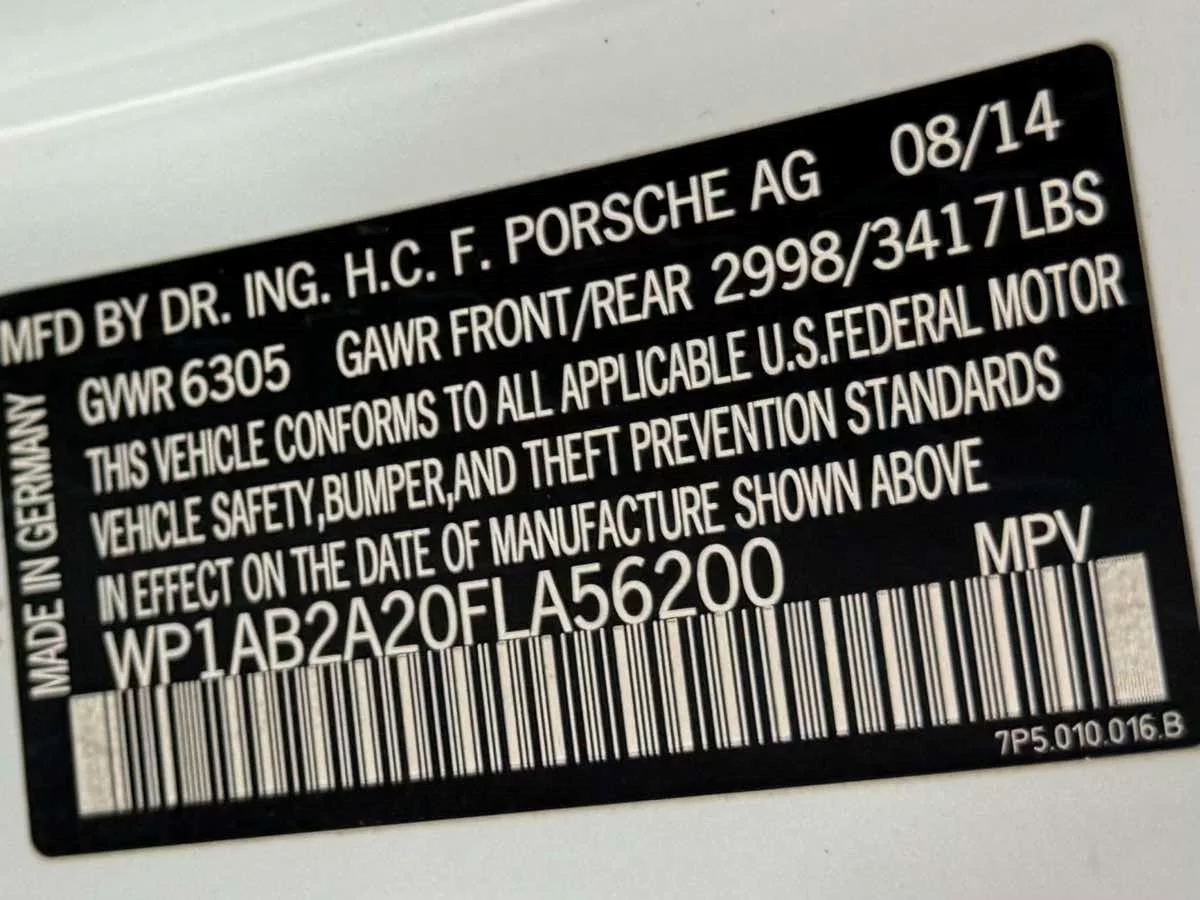 MFD BY DR. ING. H.C. F. PORSCHE AG 08/14
GVWR 6305 GAWR FRONT/REAR 2998/3417 LBS
THIS VEHICLE CONFORMS TO ALL APPLICABLE U.S.FEDERAL MOTOR
VEHICLE SAFETY,BUMPER,AND THEFT PREVENTION STANDARDS
IN EFFECT ON THE DATE OF MANUFACTURE SHOWN ABOVE
WP1AB2A20FLA56200 MPV
7P5.010.016.B
MADE IN GERMANY